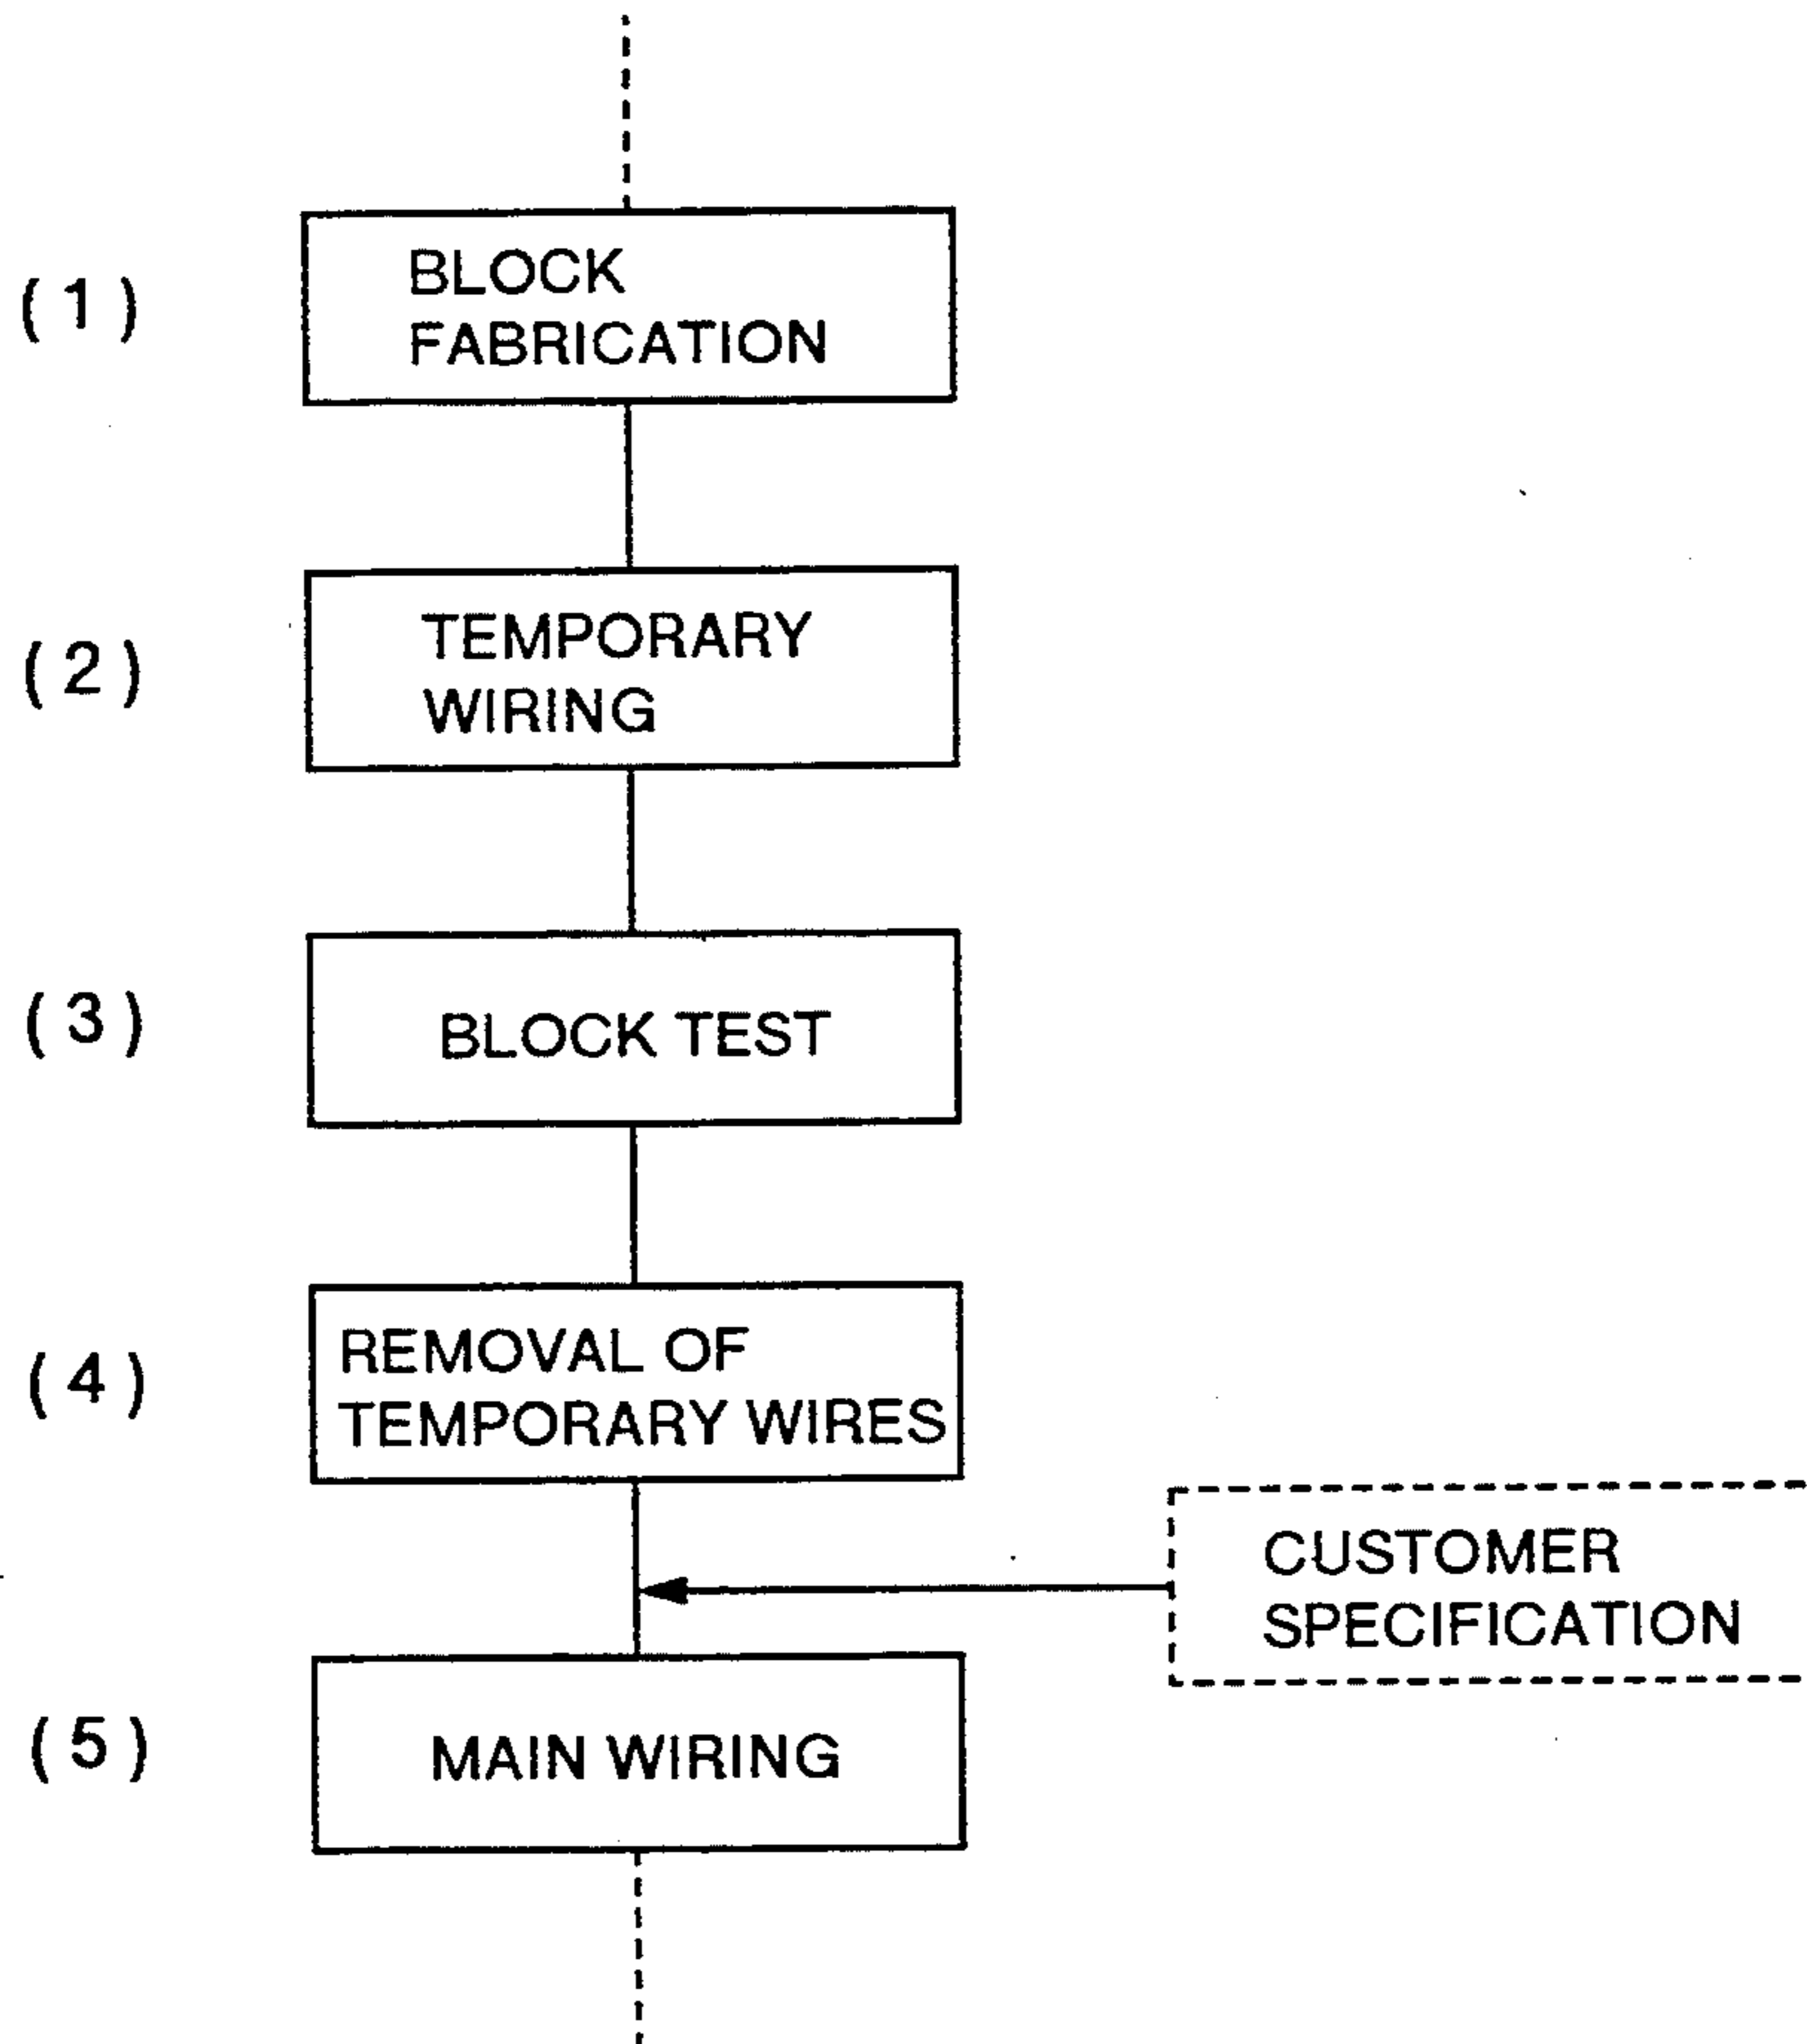 (1)
BLOCK
FABRICATION
(2)
TEMPORARY
WIRING
(3)
BLOCK TEST
(4)
REMOVAL OF
TEMPORARY WIRES
CUSTOMER
SPECIFICATION
(5)
MAIN WIRING